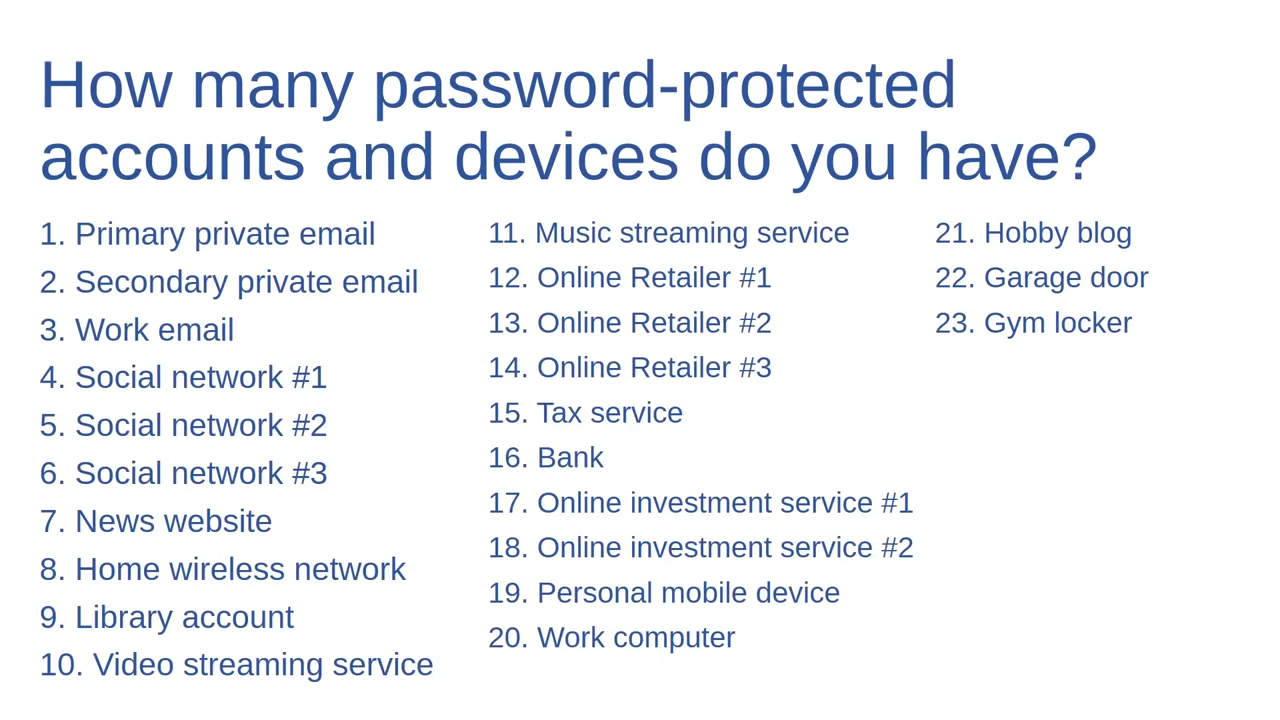 How many password-protected
accounts and devices do you have?
1. Primary private email
2. Secondary private email
3. Work email
4. Social network #1
5. Social network #2
6. Social network #3
7. News website
8. Home wireless network
9. Library account
10. Video streaming service
11. Music streaming service
12. Online Retailer #1
13. Online Retailer #2
14. Online Retailer #3
15. Tax service
16. Bank
17. Online investment service #1
18. Online investment service #2
19. Personal mobile device
20. Work computer
21. Hobby blog
22. Garage door
23. Gym locker